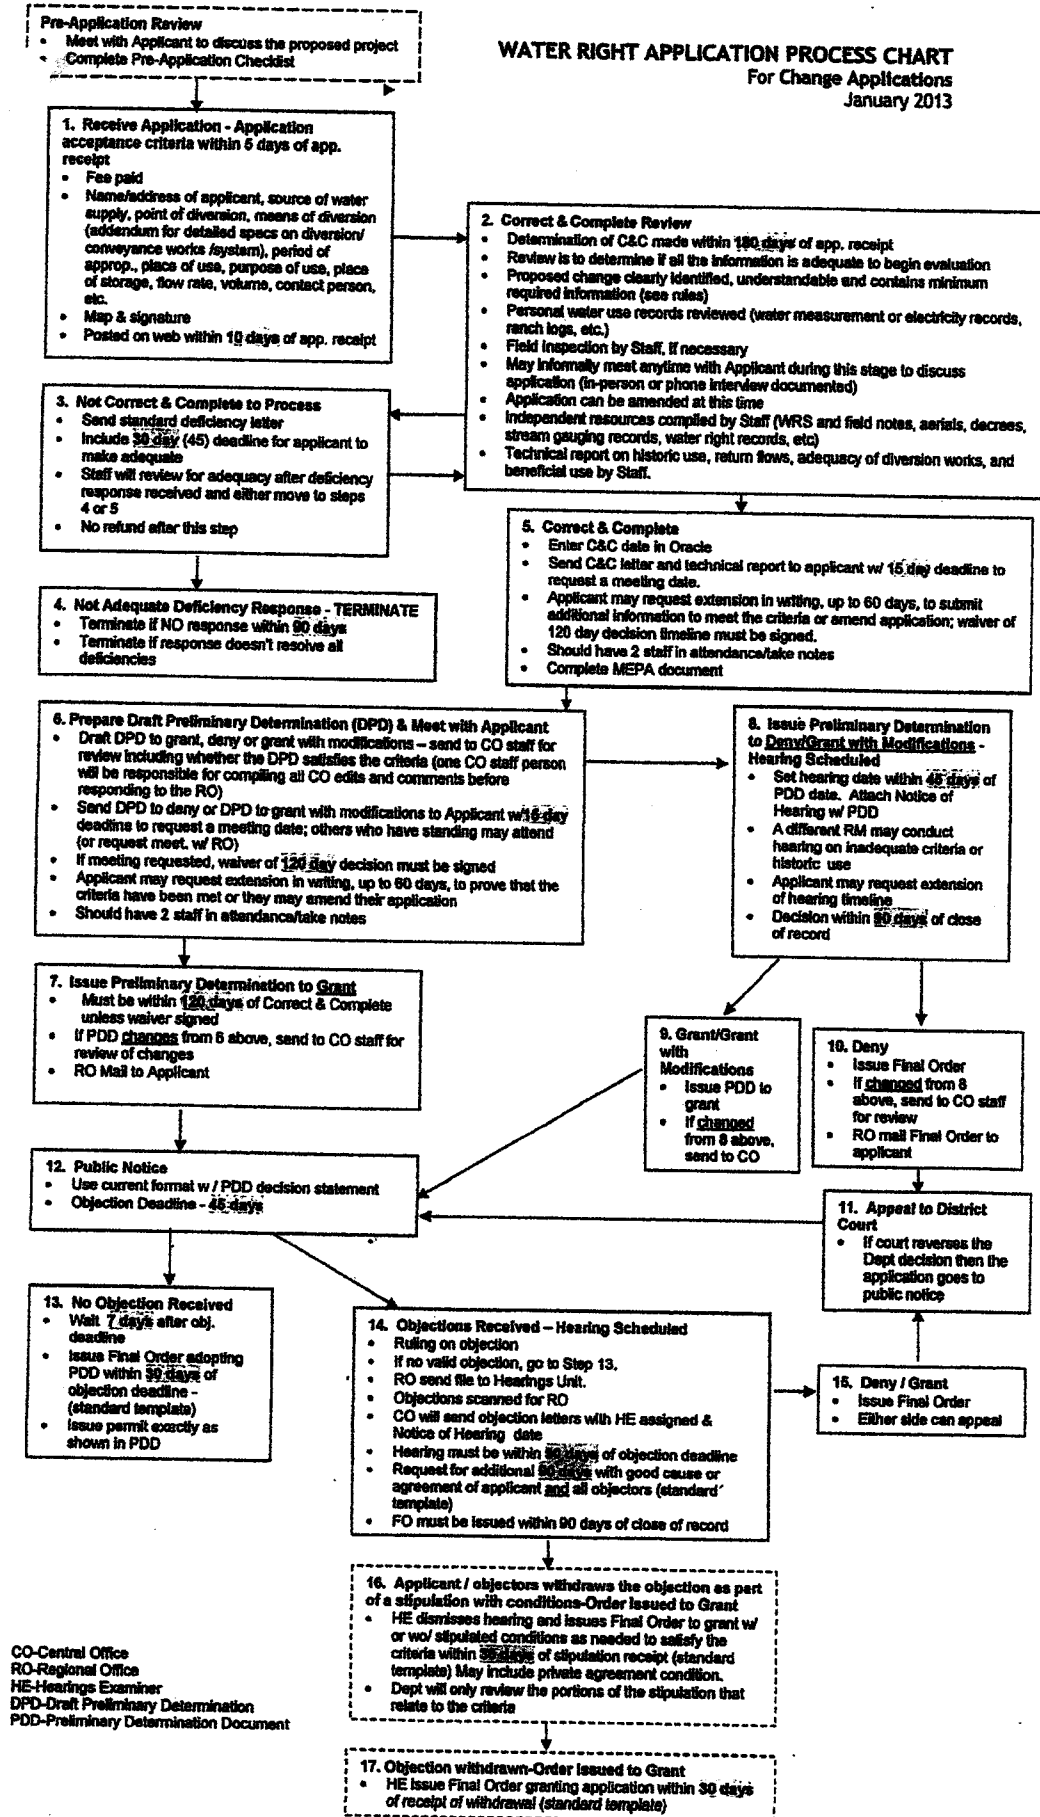 Pre-Application Review
• Meet with Applicant to discuss the proposed project
• Complete Pre-Application Checklist
WATER RIGHT APPLICATION PROCESS CHART
For Change Applications
January 2013
1. Receive Application - Application
acceptance criteria within 5 days of app.
receipt
• Fee paid
• Name/address of applicant, source of water
supply, point of diversion, means of diversion
(addendum for detailed specs on diversion/
conveyance works /system), period of
approp., place of use, purpose of use, place
of storage, flow rate, volume, contact person,
etc.
• Map & signature
• Posted on web within 10 days of app. receipt
2. Correct & Complete Review
• Determination of C&C made within 180 days of app. receipt
• Review is to determine if all the information is adequate to begin evaluation
• Proposed change clearly identified, understandable and contains minimum
required information (see rules)
• Personal water use records reviewed (water measurement or electricity records,
ranch logs, etc.)
• Field inspection by Staff, if necessary
• May informally meet anytime with Applicant during this stage to discuss
application (in-person or phone interview documented)
• Application can be amended at this time
• Independent resources compiled by Staff (WRS and field notes, aerials, decrees,
stream gauging records, water right records, etc)
• Technical report on historic use, return flows, adequacy of diversion works, and
beneficial use by Staff.
3. Not Correct & Complete to Process
• Send standard deficiency letter
• Include 30 day (45) deadline for applicant to
make adequate
• Staff will review for adequacy after deficiency
response received and either move to steps
4 or 5
• No refund after this step
4. Not Adequate Deficiency Response - TERMINATE
• Terminate if NO response within 90 days
• Terminate if response doesn't resolve all
deficiencies
5. Correct & Complete
• Enter C&C date in Oracle
• Send C&C letter and technical report to applicant w/ 15 day deadline to
request a meeting date.
• Applicant may request extension in writing, up to 60 days, to submit
additional information to meet the criteria or amend application; waiver of
120 day decision timeline must be signed.
• Should have 2 staff in attendance/take notes
• Complete MEPA document
6. Prepare Draft Preliminary Determination (DPD) & Meet with Applicant
• Draft DPD to grant, deny or grant with modifications – send to CO staff for
review including whether the DPD satisfies the criteria (one CO staff person
will be responsible for compiling all CO edits and comments before
responding to the RO)
• Send DPD to deny or DPD to grant with modifications to Applicant w/15 day
deadline to request a meeting date; others who have standing may attend
(or request meet. w/ RO)
• If meeting requested, waiver of 120 day decision must be signed
• Applicant may request extension in writing, up to 60 days, to prove that the
criteria have been met or they may amend their application
• Should have 2 staff in attendance/take notes
8. Issue Preliminary Determination
to Deny/Grant with Modifications -
Hearing Scheduled
• Set hearing date within 45 days of
PDD date. Attach Notice of
Hearing w/ PDD
• A different RM may conduct
hearing on inadequate criteria or
historic use
• Applicant may request extension
of hearing timeline
• Decision within 90 days of close
of record
7. Issue Preliminary Determination to Grant
• Must be within 120 days of Correct & Complete
unless waiver signed
• If PDD changes from 6 above, send to CO staff for
review of changes
• RO Mail to Applicant
9. Grant/Grant
with
Modifications
• Issue PDD to
grant
• If changed
from 8 above,
send to CO
10. Deny
• Issue Final Order
• If changed from 8
above, send to CO staff
for review
• RO mail Final Order to
applicant
12. Public Notice
• Use current format w / PDD decision statement
• Objection Deadline - 45 days
11. Appeal to District
Court
• If court reverses the
Dept decision then the
application goes to
public notice
13. No Objection Received
• Wait 7 days after obj.
deadline
• Issue Final Order adopting
PDD within 30 days of
objection deadline -
(standard template)
• Issue permit exactly as
shown in PDD
14. Objections Received – Hearing Scheduled
• Ruling on objection
• If no valid objection, go to Step 13.
• RO send file to Hearings Unit.
• Objections scanned for RO
• CO will send objection letters with HE assigned &
Notice of Hearing date
• Hearing must be within days of objection deadline
• Request for additional days with good cause or
agreement of applicant and all objectors (standard
template)
• FO must be issued within 90 days of close of record
15. Deny / Grant
• Issue Final Order
• Either side can appeal
16. Applicant / objectors withdraws the objection as part
of a stipulation with conditions-Order Issued to Grant
• HE dismisses hearing and issues Final Order to grant w/
or wo/ stipulated conditions as needed to satisfy the
criteria within days of stipulation receipt (standard
template) May include private agreement condition.
• Dept will only review the portions of the stipulation that
relate to the criteria
17. Objection withdrawn-Order Issued to Grant
• HE Issue Final Order granting application within 30 days
of receipt of withdrawal (standard template)
CO-Central Office
RO-Regional Office
HE-Hearings Examiner
DPD-Draft Preliminary Determination
PDD-Preliminary Determination Document